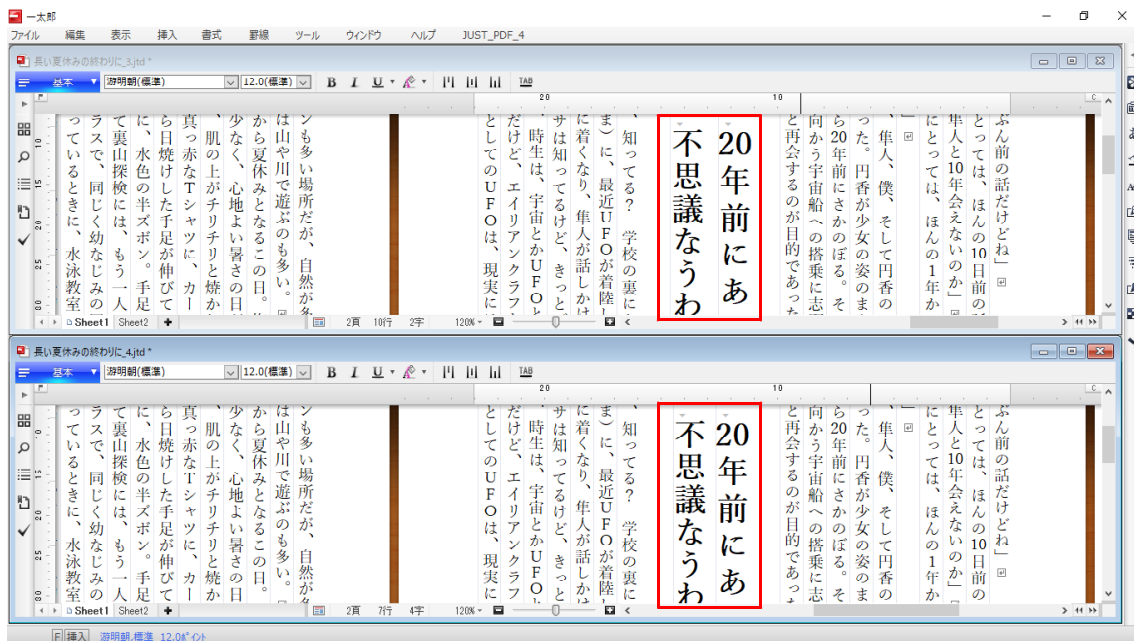 一太郎
ファイル 編集 表示 挿入 書式 罫線 ツール ウィンドウ ヘルプ JUST_PDF_4
長い夏休みの終わりに_3.jtd *
基本 游明朝(標準) 12.0(標準) B I U TAB
20 10
ぶん前の話だけどね」
とっては、ほんの10日前の
隼人と10年会えないのか」
にとっては、ほんの1年か
」
隼人、僕、そして円香の
った。円香が少女の姿のま
ら20年前にさかのぼる。そ
向かう宇宙船への搭乗に志
と再会するのが目的であっ
20年前にあ
不思議なうわ
知ってる？　学校の裏に
ま）に、最近UFOが着陸し
に着くなり、隼人が話しかけ
サは知ってるけど、きっと
時生は、宇宙とかUFOと
だけど、エイリアンクラフト
としてのUFOは、現実に
ンも多い場所だが、自然が多
は山や川で遊ぶのも多い。
から夏休みとなるこの日。
少なく、心地よい暑さの日
、肌の上がチリチリと焼か
真っ赤なTシャツに、カー
ら日焼けした手足が伸びて
に、水色の半ズボン。手足
て裏山探検には、もう一人
ラスで、同じく幼なじみの
っているときに、水泳教室
Sheet1 Sheet2 2頁 10行 2字 120%
長い夏休みの終わりに_4.jtd *
基本 游明朝(標準) 12.0(標準) B I U TAB
20 10
ぶん前の話だけどね」
とっては、ほんの10日前の
隼人と10年会えないのか」
にとっては、ほんの1年か
」
隼人、僕、そして円香の
った。円香が少女の姿のま
ら20年前にさかのぼる。そ
向かう宇宙船への搭乗に志
と再会するのが目的であっ
20年前にあ
不思議なうわ
知ってる？　学校の裏に
ま）に、最近UFOが着陸
に着くなり、隼人が話しかけ
サは知ってるけど、きっと
時生は、宇宙とかUFOと
だけど、エイリアンクラフ
としてのUFOは、現実に
ンも多い場所だが、自然が多
は山や川で遊ぶのも多い。
から夏休みとなるこの日。
少なく、心地よい暑さの日
、肌の上がチリチリと焼か
真っ赤なTシャツに、カー
ら日焼けした手足が伸びて
に、水色の半ズボン。手足
て裏山探検には、もう一人
ラスで、同じく幼なじみの
っているときに、水泳教室
Sheet1 Sheet2 2頁 7行 4字 120%
F 挿入 游明朝,標準 12.0ﾎﾟｲﾝﾄ